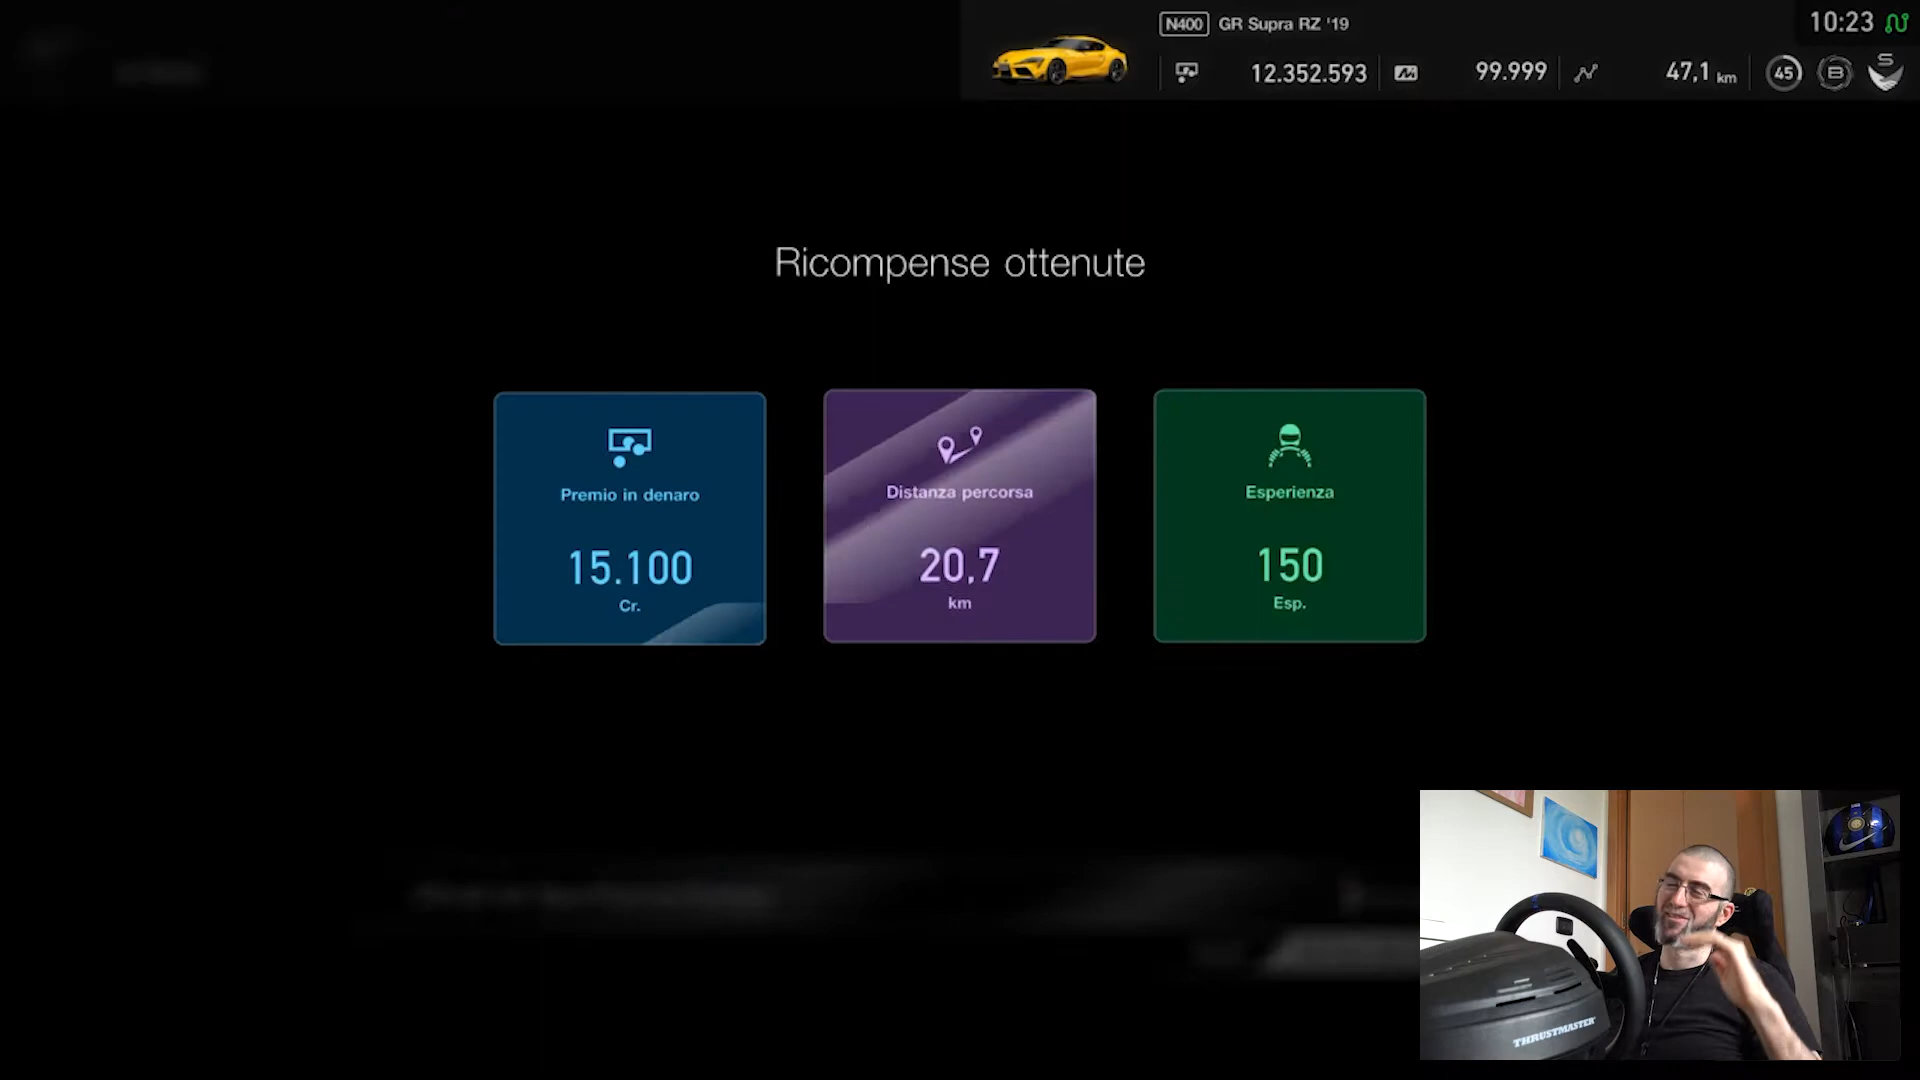 N400 GR Supra RZ '19
10:23
12.352.593
99.999
47,1 km
45
B
S
Ricompense ottenute
Premio in denaro
15.100
Cr.
Distanza percorsa
20,7
km
Esperienza
150
Esp.
THRUSTMASTER